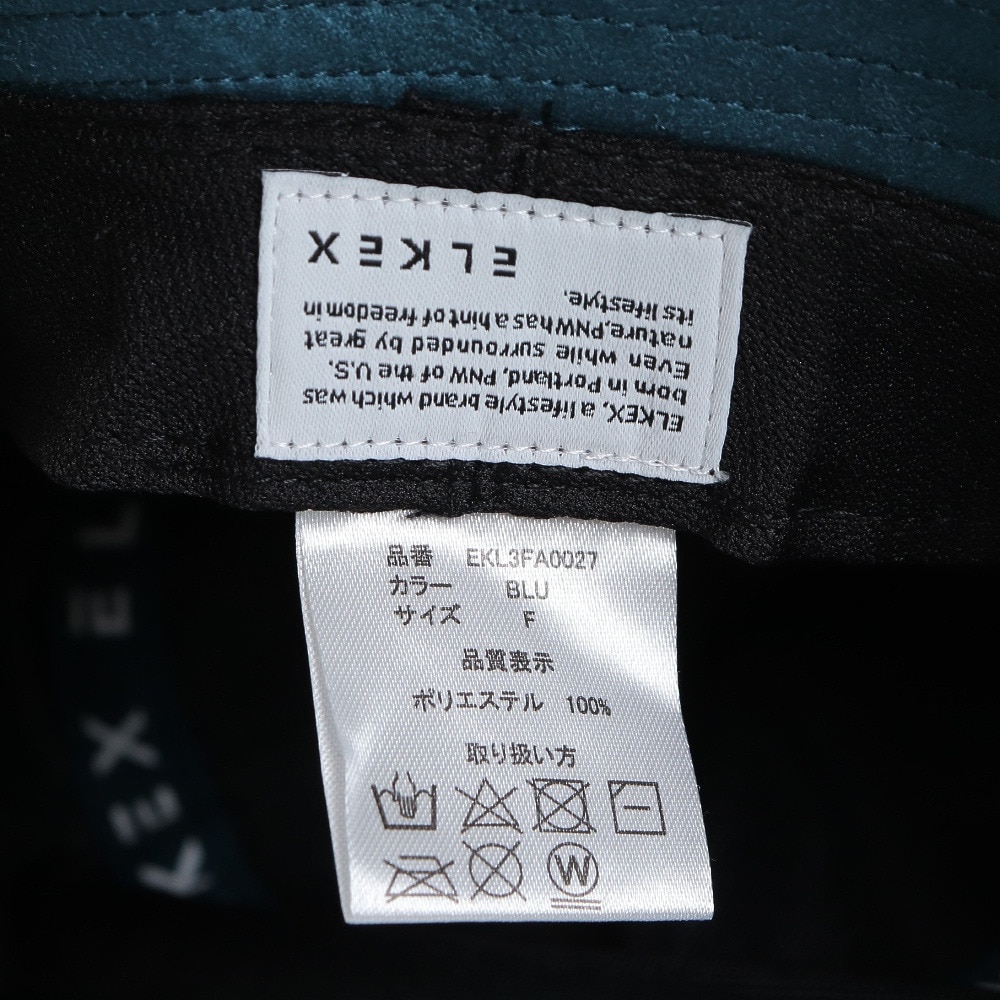 ELKEX
ELKEX, a lifestyle brand which was
born in Portland, PNW of the U.S.
Even while surrounded by great
nature,PNW has a hint of freedom in
its lifestyle.
品番 EKL3FA0027
カラー BLU
サイズ F
品質表示
ポリエステル 100%
取り扱い方
W
EL
KEX